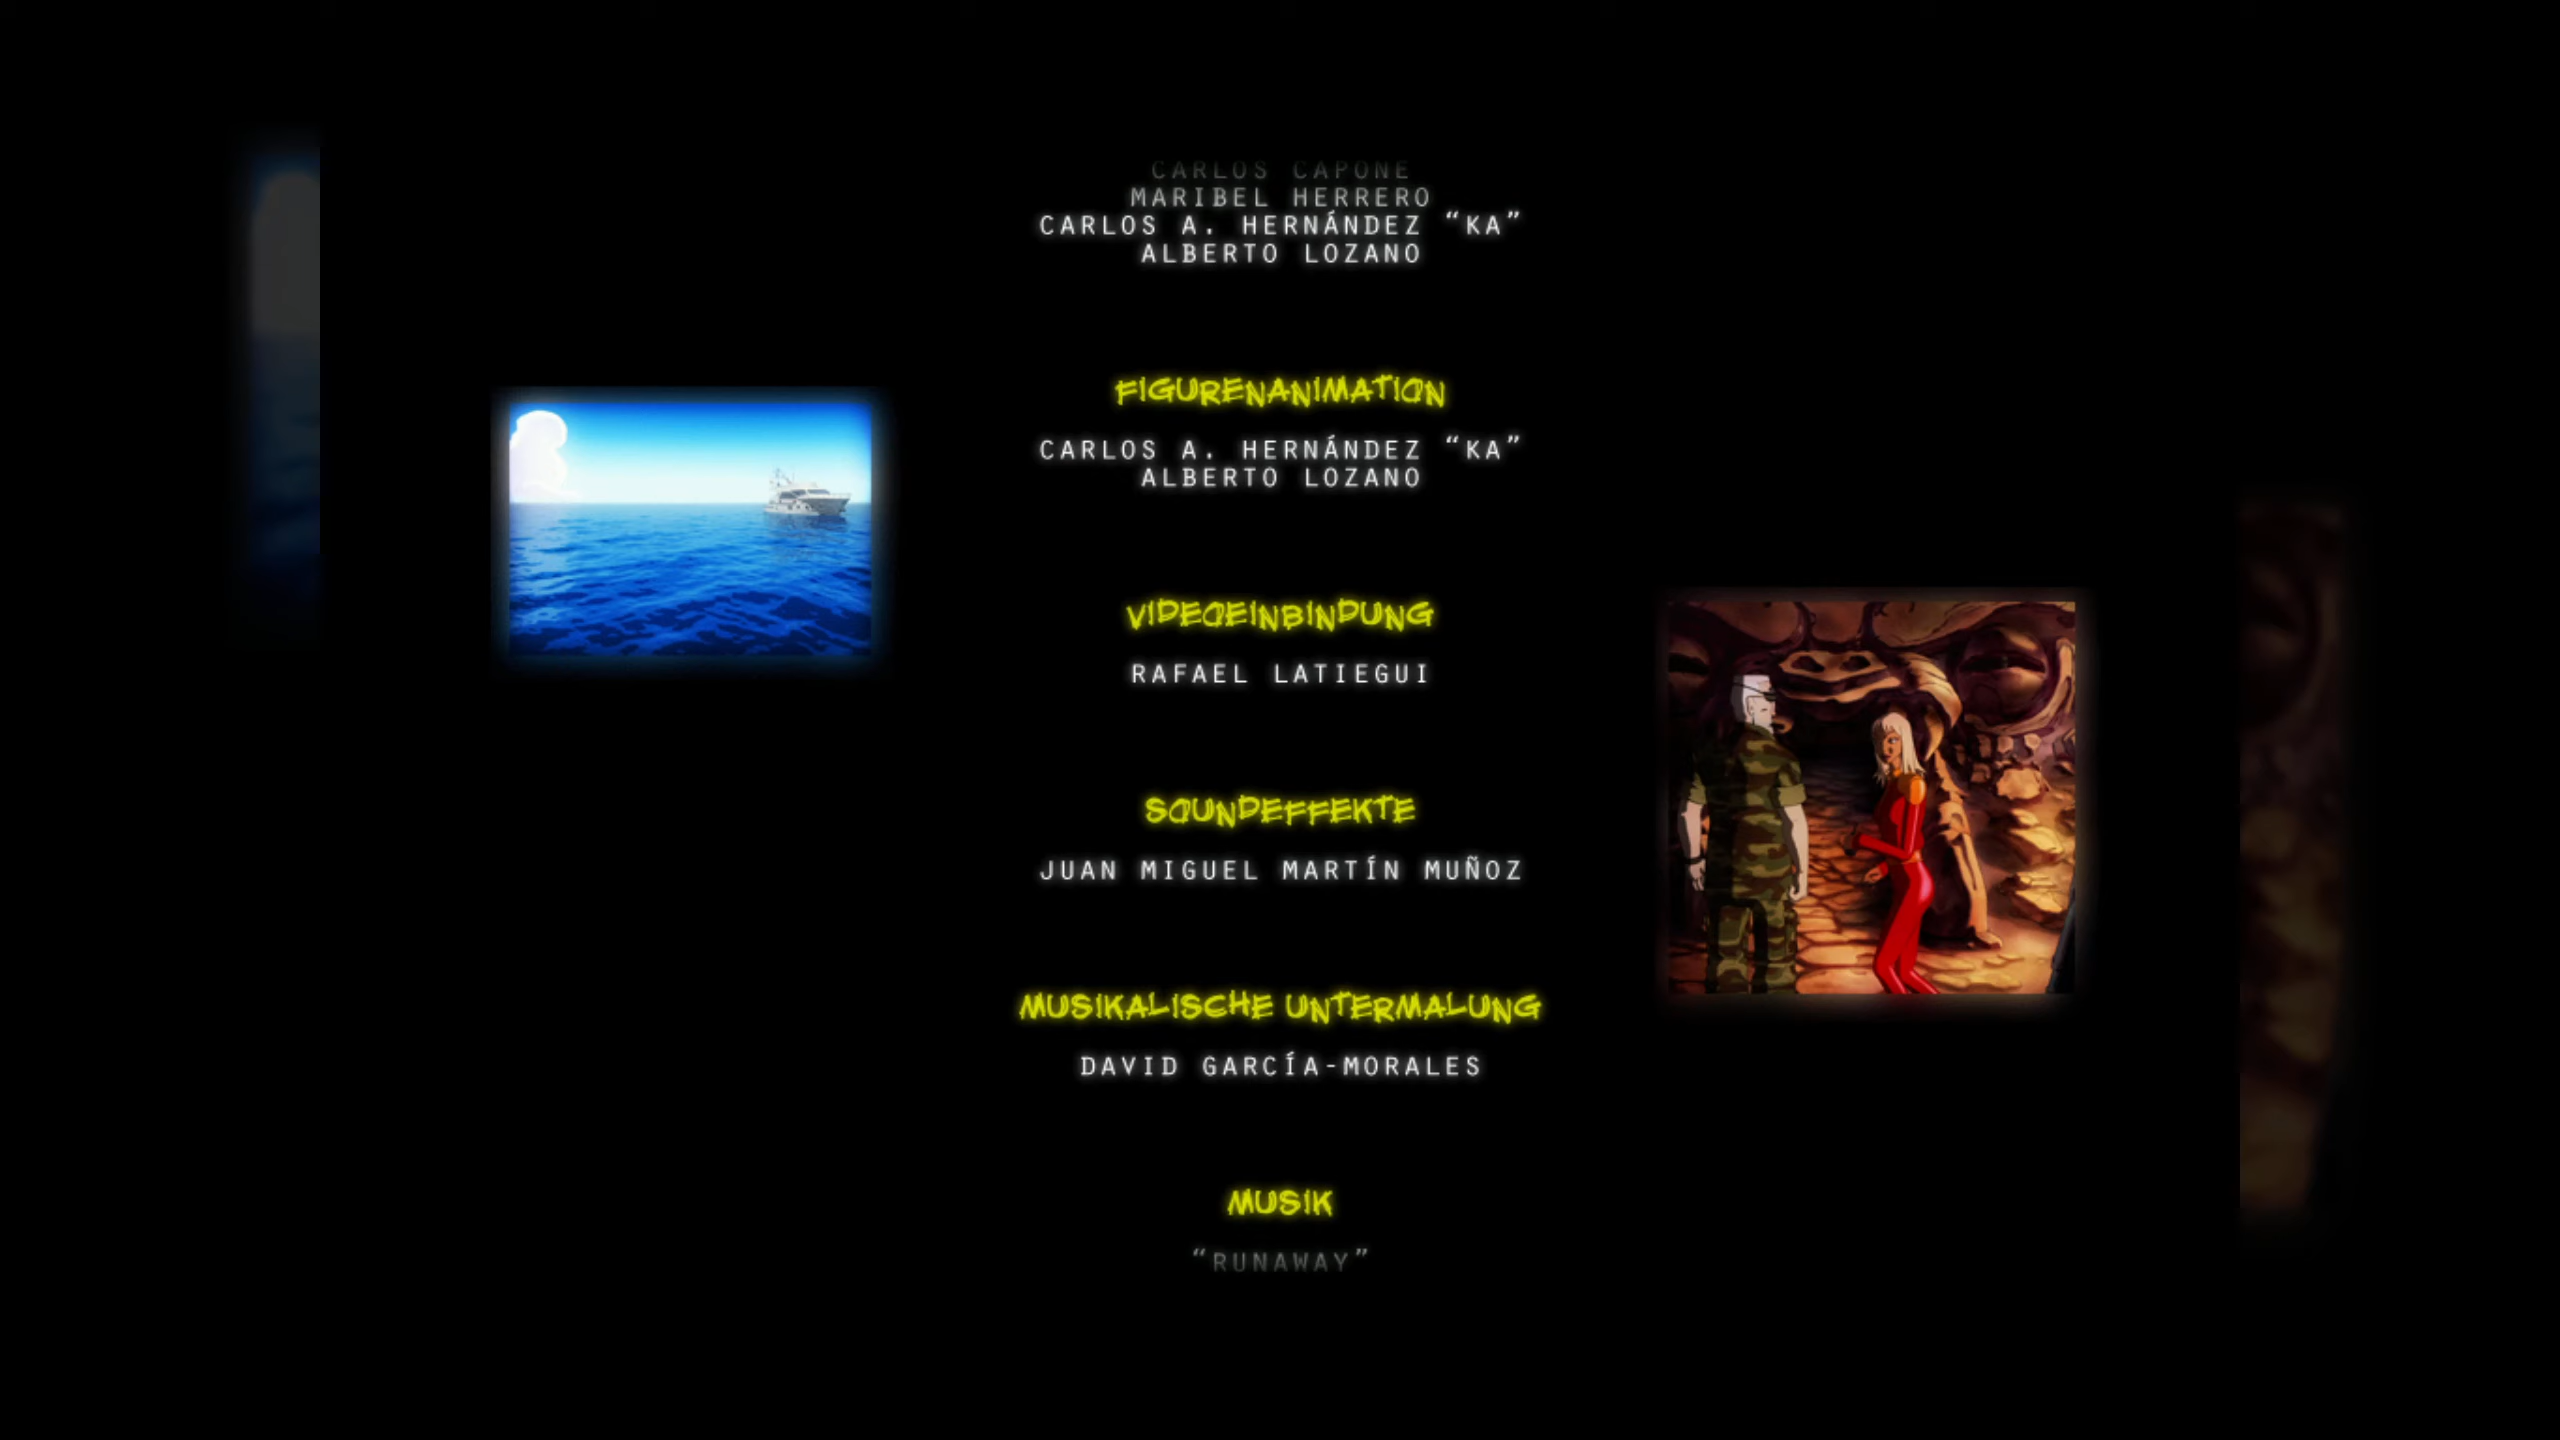 CARLOS CAPONE
MARIBEL HERRERO
CARLOS A. HERNÁNDEZ “KA”
ALBERTO LOZANO
FIGURENANIMATION
CARLOS A. HERNÁNDEZ “KA”
ALBERTO LOZANO
VIDEOEINBINDUNG
RAFAEL LATIEGUI
SOUNDEFFEKTE
JUAN MIGUEL MARTÍN MUÑOZ
MUSIKALISCHE UNTERMALUNG
DAVID GARCÍA-MORALES
MUSIK
“RUNAWAY”